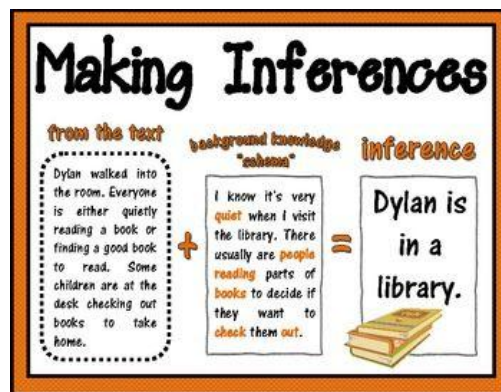 Making Inferences
from the text
Dylan walked into
the room. Everyone
is either quietly
reading a book or
finding a good book
to read. Some
children are at the
desk checking out
books to take
home.
+
background knowledge
"schema"
I know it's very
quiet when I visit
the library. There
usually are people
reading parts of
books to decide if
they want to
check them out.
=
inference
Dylan is
in a
library.